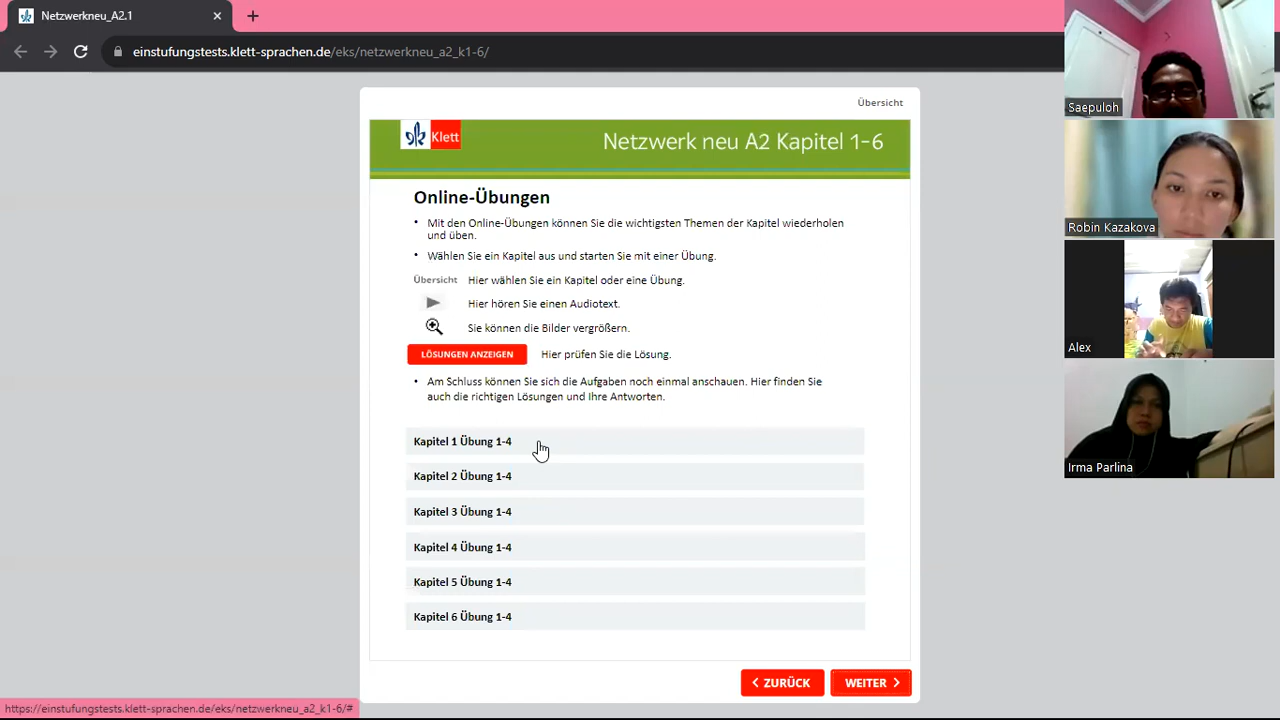 Netzwerkneu_A2.1
einstufungstests.klett-sprachen.de/eks/netzwerkneu_a2_k1-6/
Übersicht
Klett
Netzwerk neu A2 Kapitel 1-6
Online-Übungen
• Mit den Online-Übungen können Sie die wichtigsten Themen der Kapitel wiederholen
und üben.
• Wählen Sie ein Kapitel aus und starten Sie mit einer Übung.
Übersicht Hier wählen Sie ein Kapitel oder eine Übung.
Hier hören Sie einen Audiotext.
Sie können die Bilder vergrößern.
LÖSUNGEN ANZEIGEN Hier prüfen Sie die Lösung.
• Am Schluss können Sie sich die Aufgaben noch einmal anschauen. Hier finden Sie
auch die richtigen Lösungen und Ihre Antworten.
Kapitel 1 Übung 1-4
Kapitel 2 Übung 1-4
Kapitel 3 Übung 1-4
Kapitel 4 Übung 1-4
Kapitel 5 Übung 1-4
Kapitel 6 Übung 1-4
ZURÜCK
WEITER
https://einstufungstests.klett-sprachen.de/eks/netzwerkneu_a2_k1-6/#
Saepuloh
Robin Kazakova
Alex
Irma Parlina